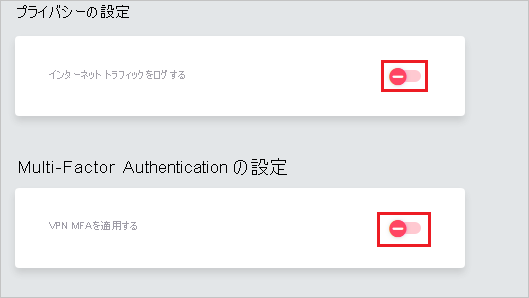 プライバシーの設定
インターネット トラフィックをログする
Multi-Factor Authentication の設定
VPN MFAを適用する